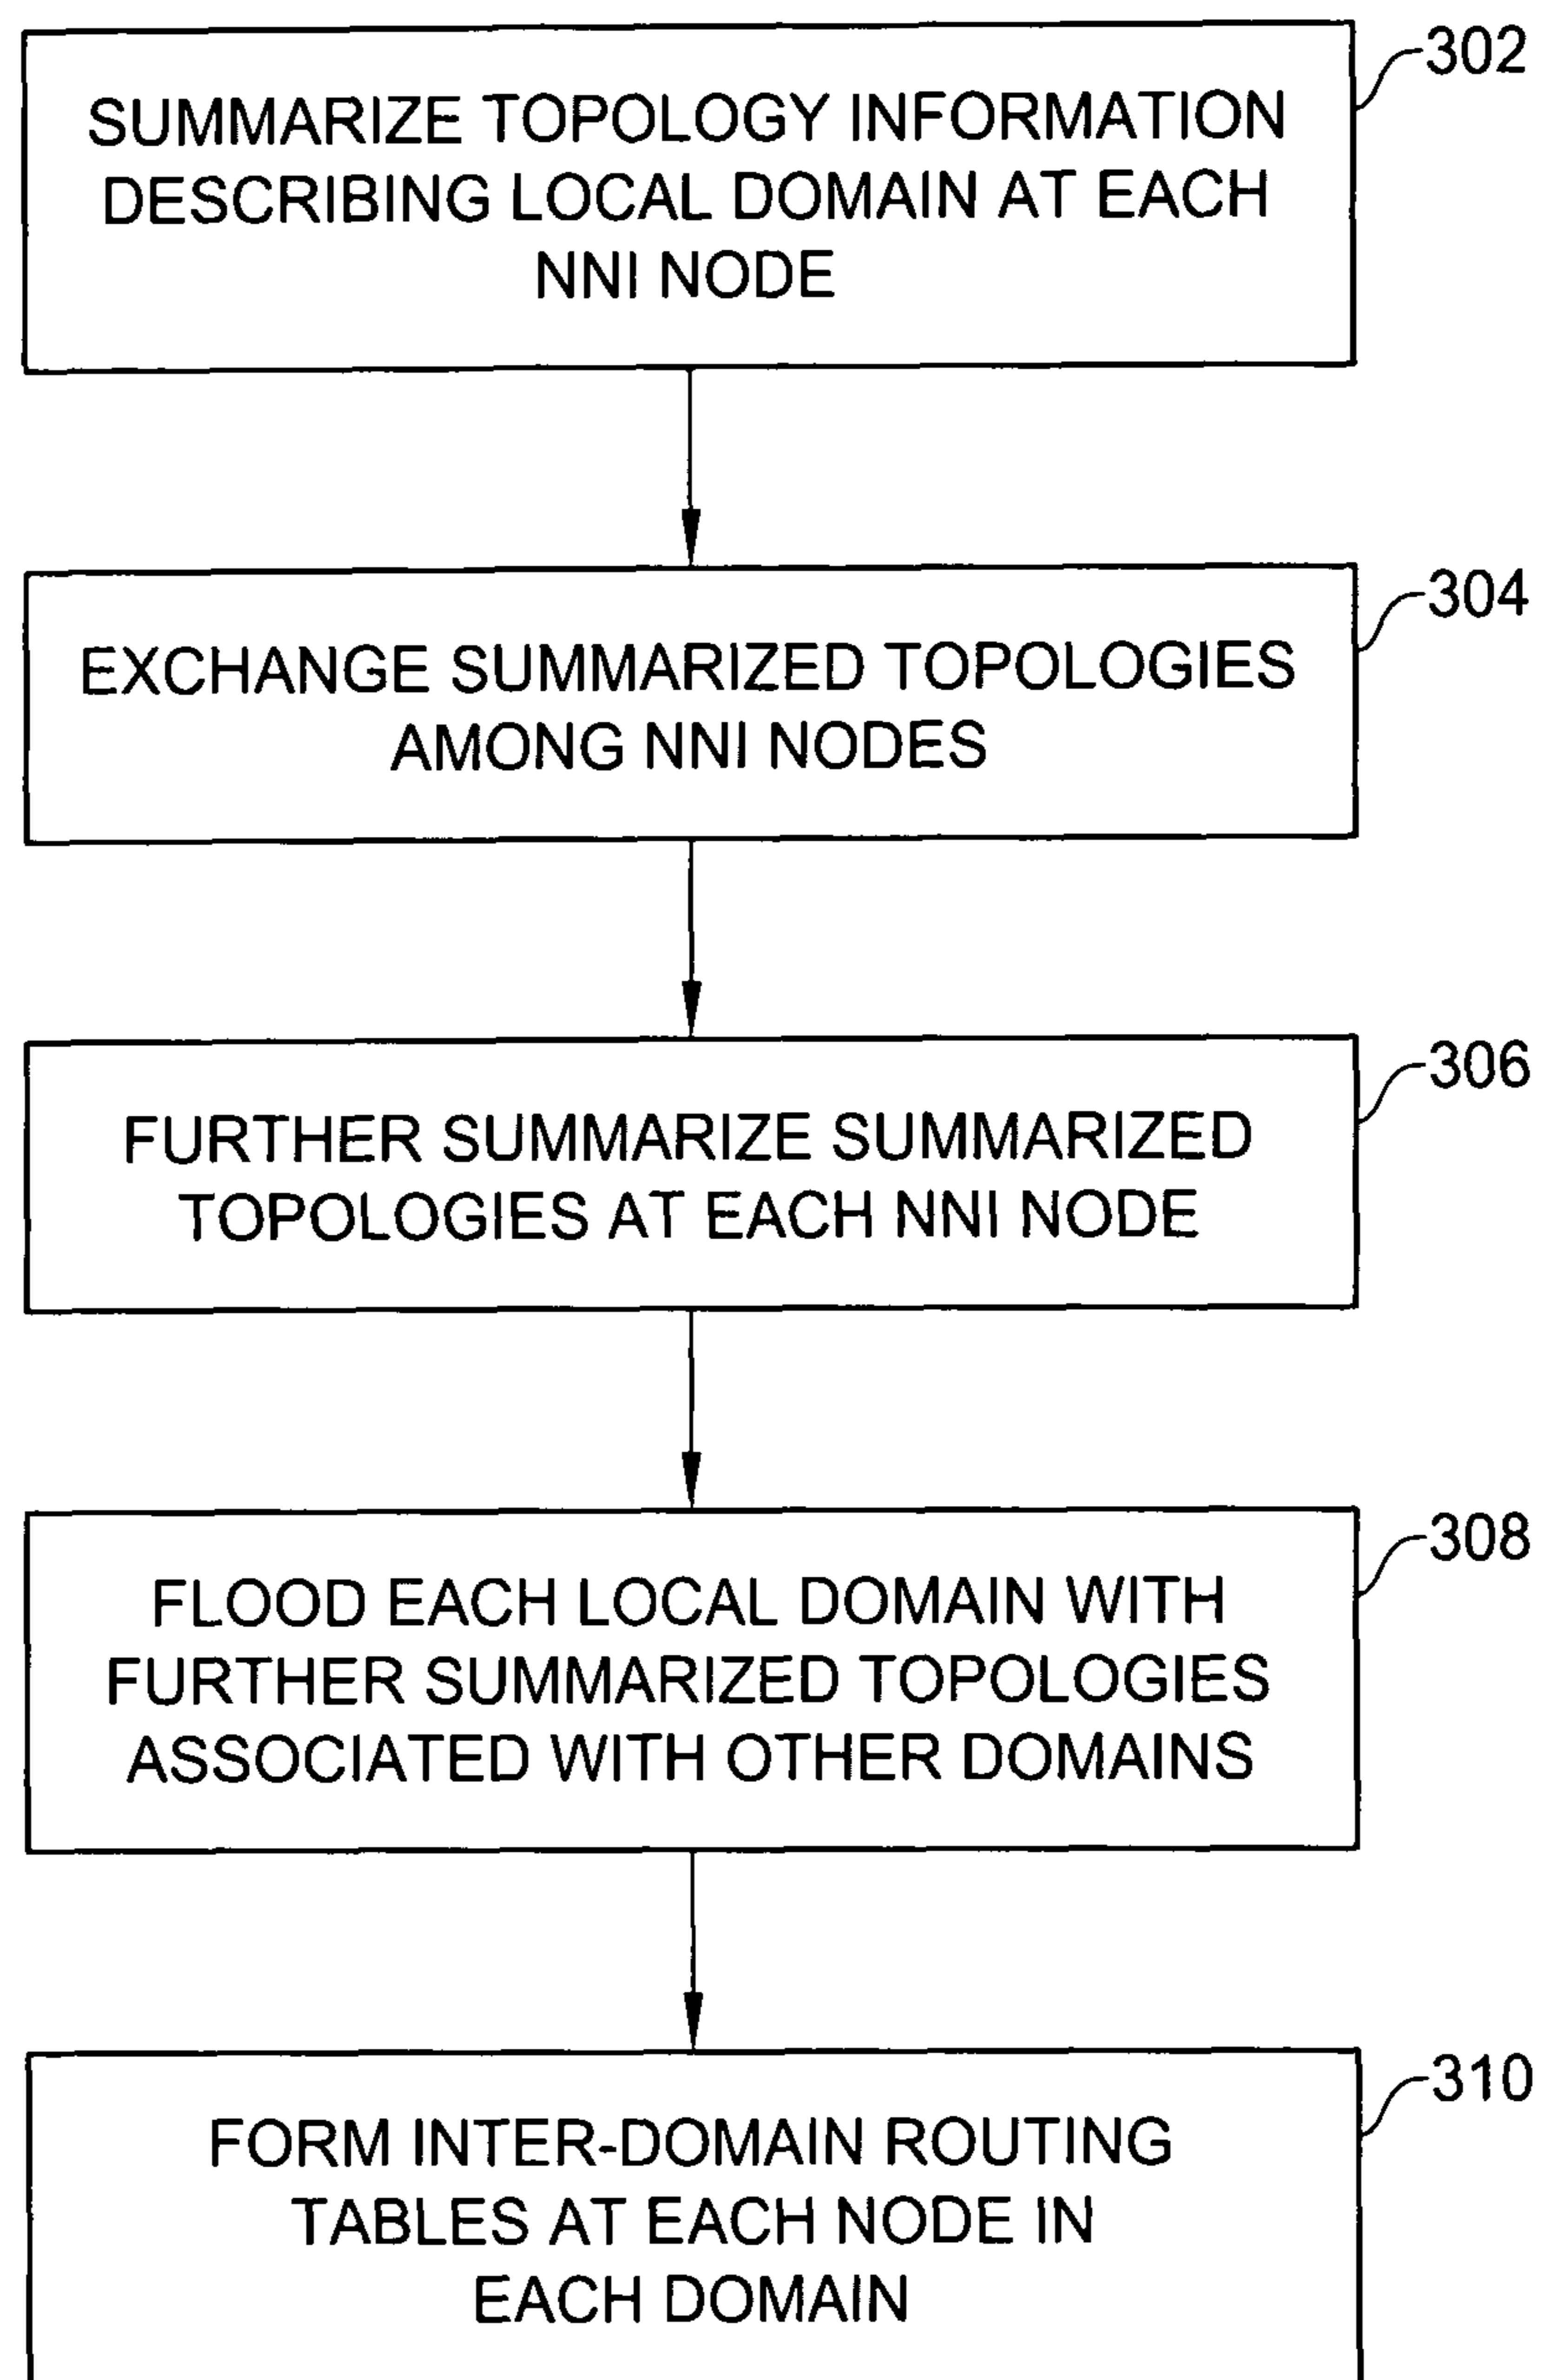 302
SUMMARIZE TOPOLOGY INFORMATION
DESCRIBING LOCAL DOMAIN AT EACH
NNI NODE
304
EXCHANGE SUMMARIZED TOPOLOGIES
AMONG NNI NODES
306
FURTHER SUMMARIZE SUMMARIZED
TOPOLOGIES AT EACH NNI NODE
308
FLOOD EACH LOCAL DOMAIN WITH
FURTHER SUMMARIZED TOPOLOGIES
ASSOCIATED WITH OTHER DOMAINS
310
FORM INTER-DOMAIN ROUTING
TABLES AT EACH NODE IN
EACH DOMAIN